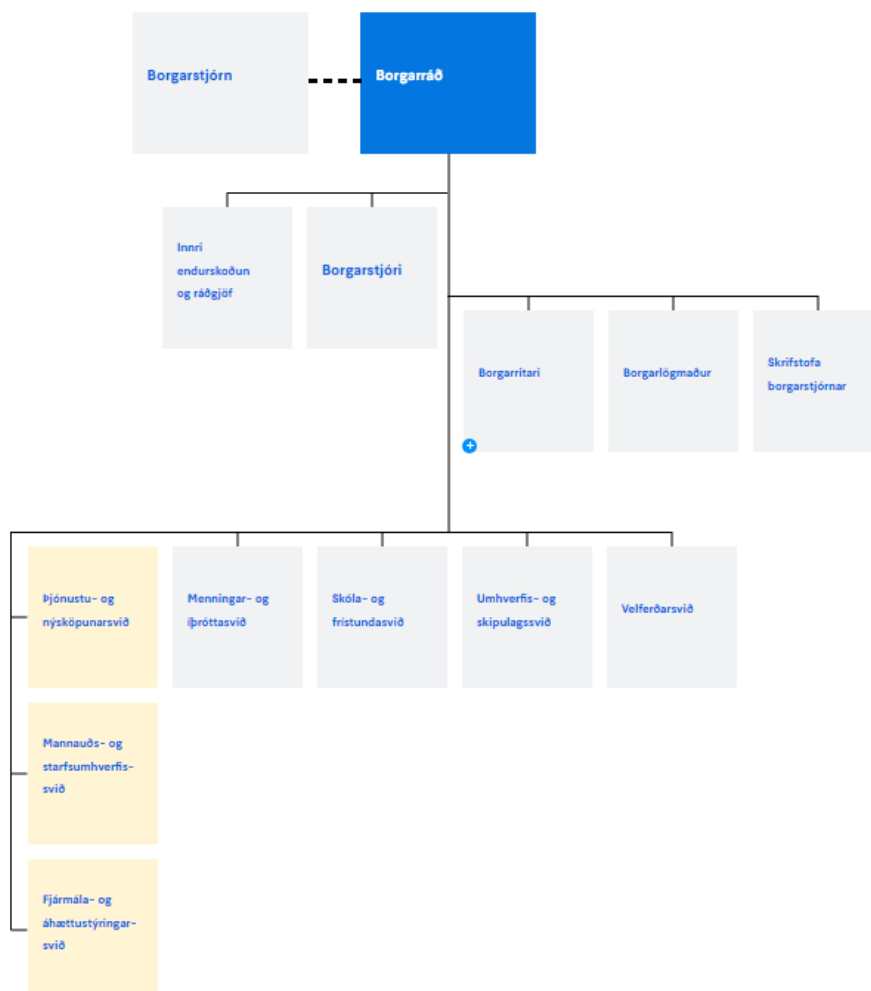 Borgarstjórn
Borgarráð
Innri
endurskoðun
og ráðgjöf
Borgarstjóri
Borgarritari
Borgarlögmaður
Skrifstofa
borgarstjórnar
Þjónustu- og
nýsköpunarsvið
Menningar- og
íþróttasvið
Skóla- og
frístundasvið
Umhverfis- og
skipulagssvið
Velferðarsvið
Mannauðs- og
starfsumhverfis-
svið
Fjármála- og
áhættustýringar-
svið